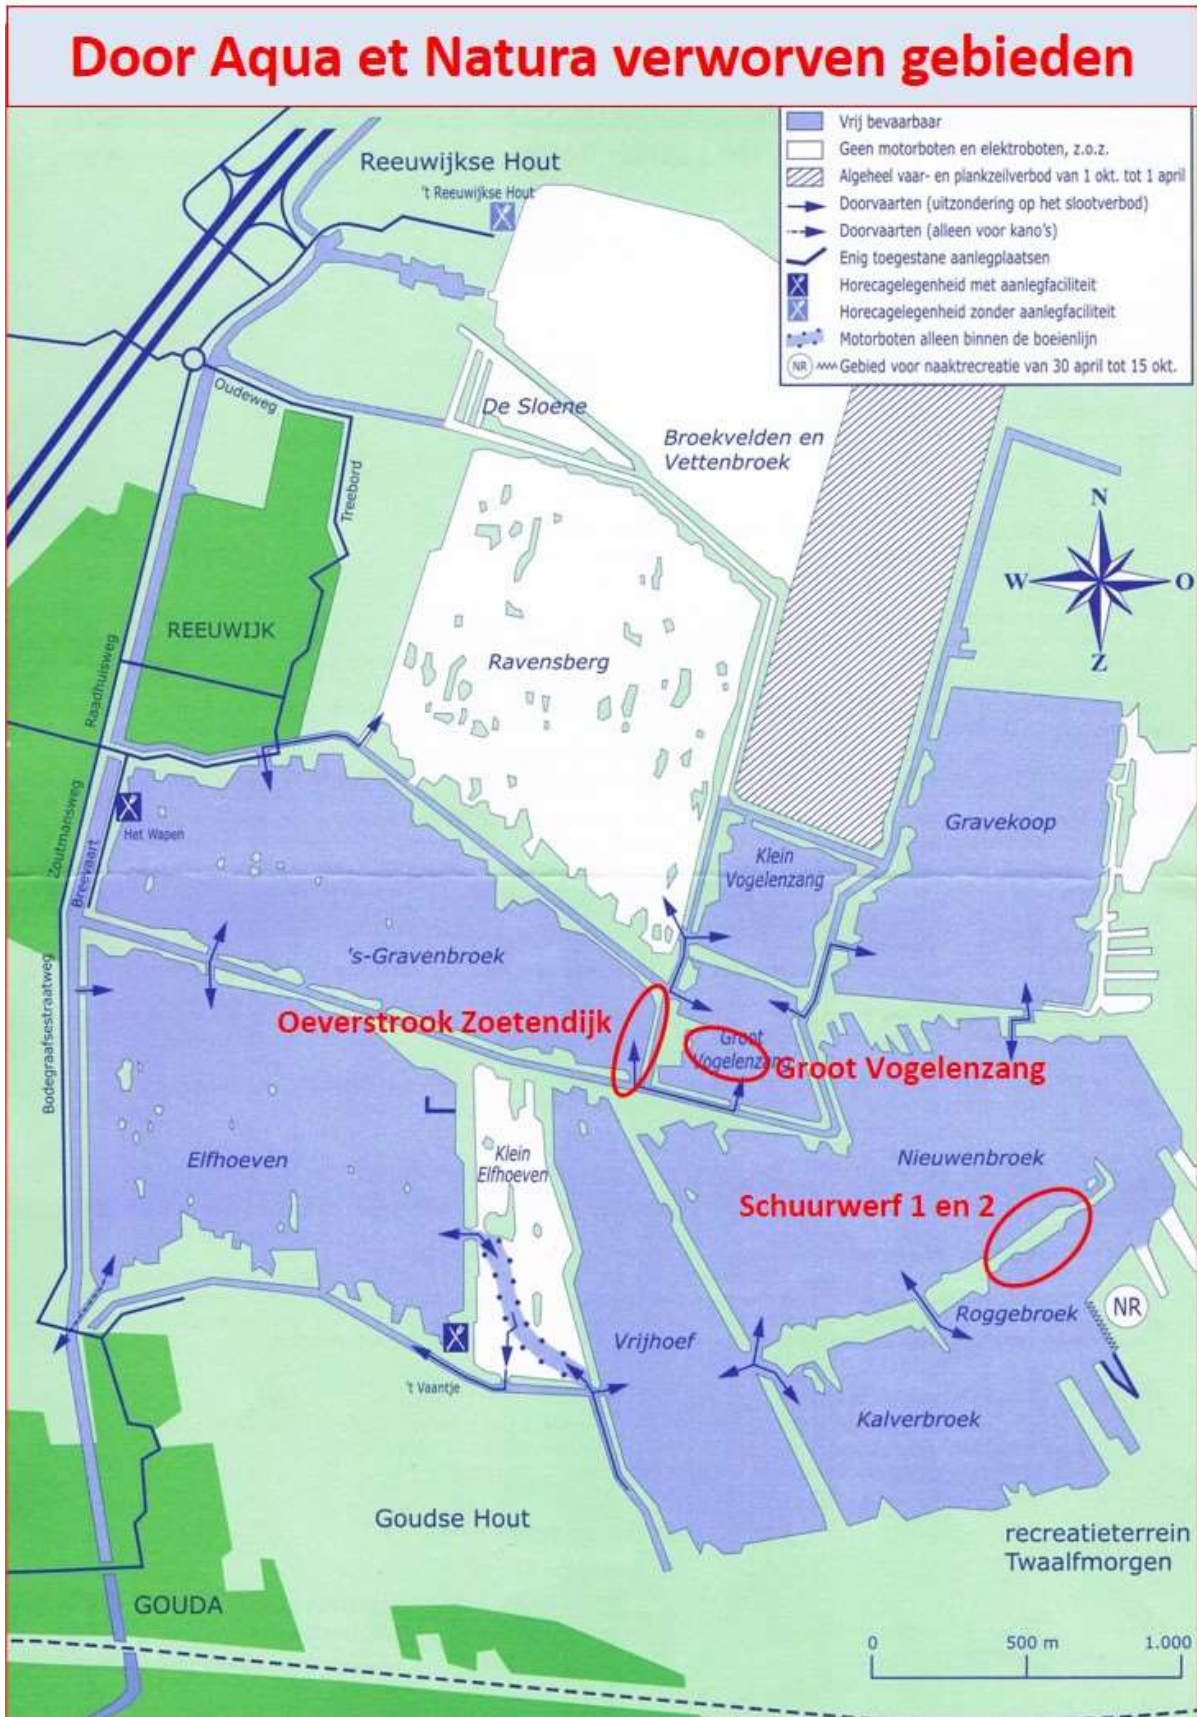 Door Aqua et Natura verworven gebieden
Vrij bevaarbaar
Geen motorboten en elektroboten, z.o.z.
Algeheel vaar- en plankzeilverbod van 1 okt. tot 1 april
Doorvaarten (uitzondering op het slootverbod)
Doorvaarten (alleen voor kano's)
Enig toegestane aanlegplaatsen
Horecagelegenheid met aanlegfaciliteit
Horecagelegenheid zonder aanlegfaciliteit
Motorboten alleen binnen de boeienlijn
NR Gebied voor naaktrecreatie van 30 april tot 15 okt.
Reeuwijkse Hout
't Reeuwijkse Hout
Oudeweg
De Sloene
Broekvelden en
Vettenbroek
Treebord
N
W
O
Z
REEUWIJK
Raadhuisweg
Ravensberg
Zoutmansweg
Het Wapen
Breevaart
Gravekoop
Klein
Vogelenzang
's-Gravenbroek
Bodegraafsestraatweg
Oeverstrook Zoetendijk
Groot
Vogelenzang
Groot Vogelenzang
Elfhoeven
Klein
Elfhoeven
Nieuwenbroek
Schuurwerf 1 en 2
Roggebroek
NR
Vrijhoef
't Vaantje
Kalverbroek
Goudse Hout
recreatieterrein
Twaalfmorgen
GOUDA
0
500 m
1.000